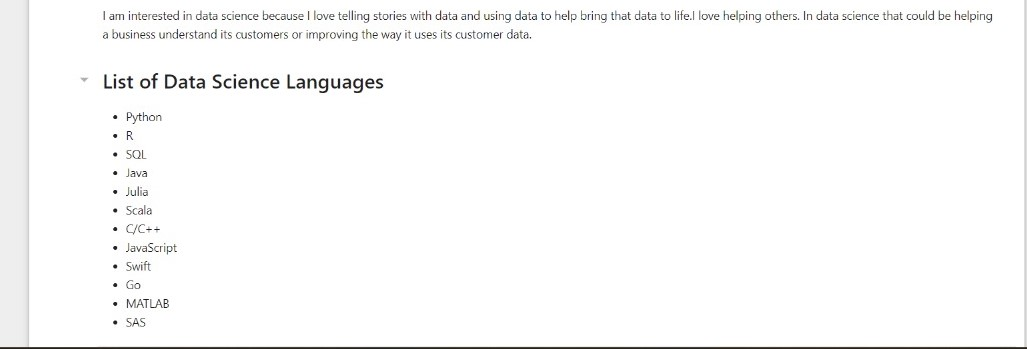 I am interested in data science because I love telling stories with data and using data to help bring that data to life.I love helping others. In data science that could be helping
a business understand its customers or improving the way it uses its customer data.
List of Data Science Languages
• Python
• R
• SQL
• Java
• Julia
• Scala
• C/C++
• JavaScript
• Swift
• Go
• MATLAB
• SAS